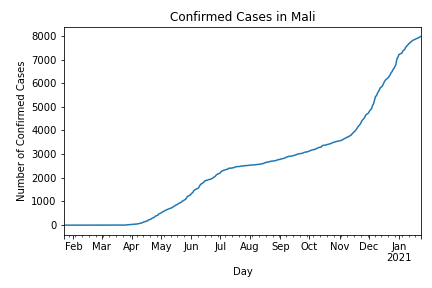 Confirmed Cases in Mali
8000
7000
6000
5000
4000
3000
2000
1000
0
Number of Confirmed Cases
Feb Mar Apr May Jun Jul Aug Sep Oct Nov Dec Jan
2021
Day